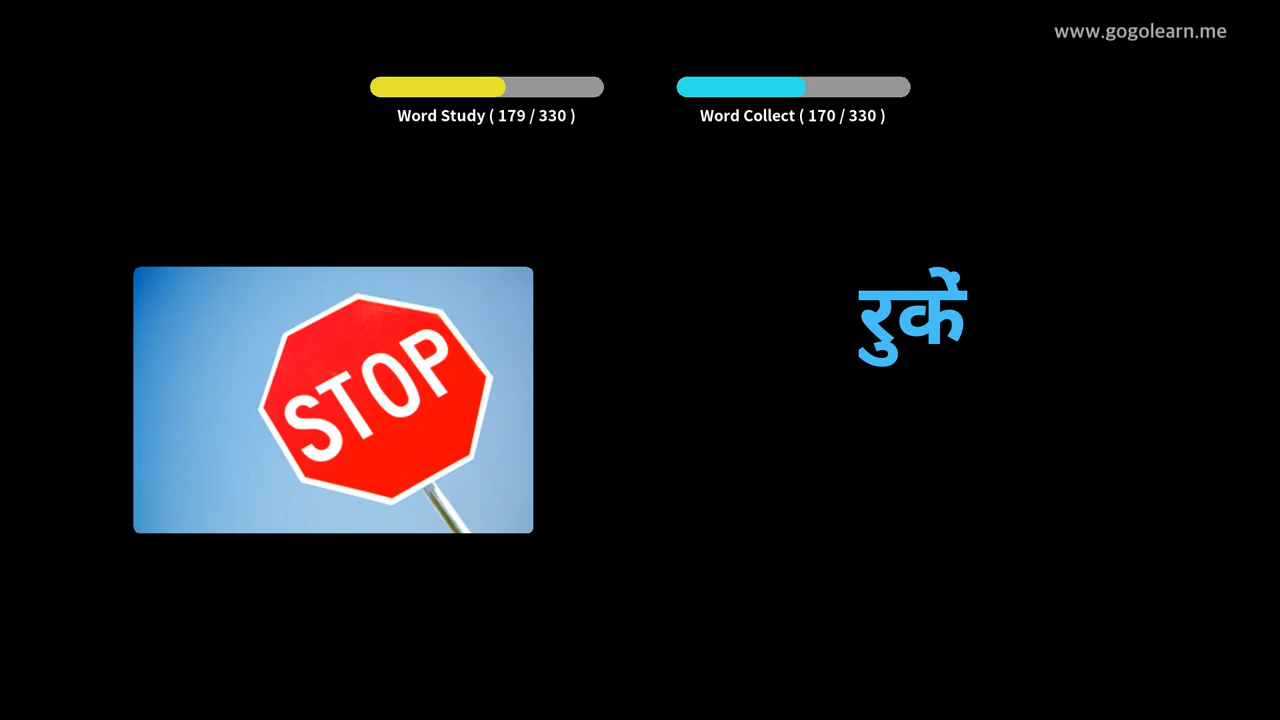 www.gogolearn.me
Word Study ( 179 / 330 )
Word Collect ( 170 / 330 )
रुकें
STOP